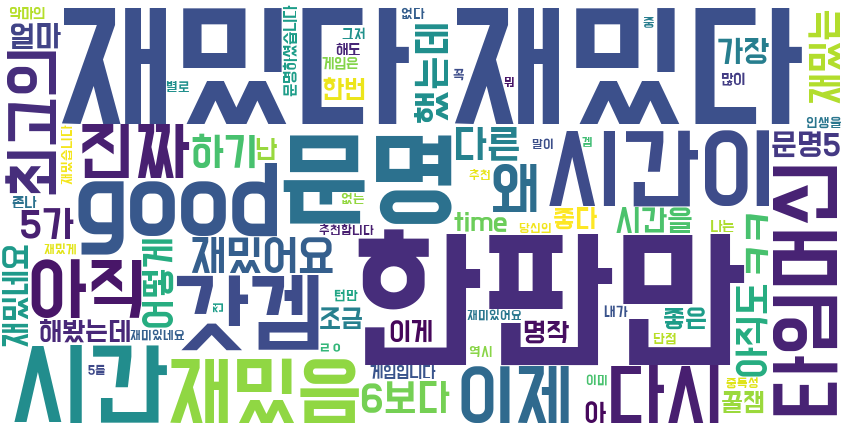 악마의
얼마
재밌다
재밌다
문명하셨습니다
없다
그저
해도
게임은
한번
별로
했는데
꼭
뭐
중
가장
많이
재밌는
최고의
재밌습니다
진짜
하기
난
문명
다른
왜
말이
겜
추천
시간이
인생을
문명5
존나
5가
good
없는
추천합니다
time
당신의
좋다
시간을
나는
타임머신
재밌게
재밌네요
아직
어떻게
재밌어요
한판만
ㅋㅋ
아직도
해봤는데
재미있네요
갓겜
진
턴만
조금
이게
재미있어요
명작
내가
좋은
단점
ㄹㅇ
역시
시간
5를
재밌음
게임입니다
6보다
이제
이미
아
다시
중독성
꿀잼